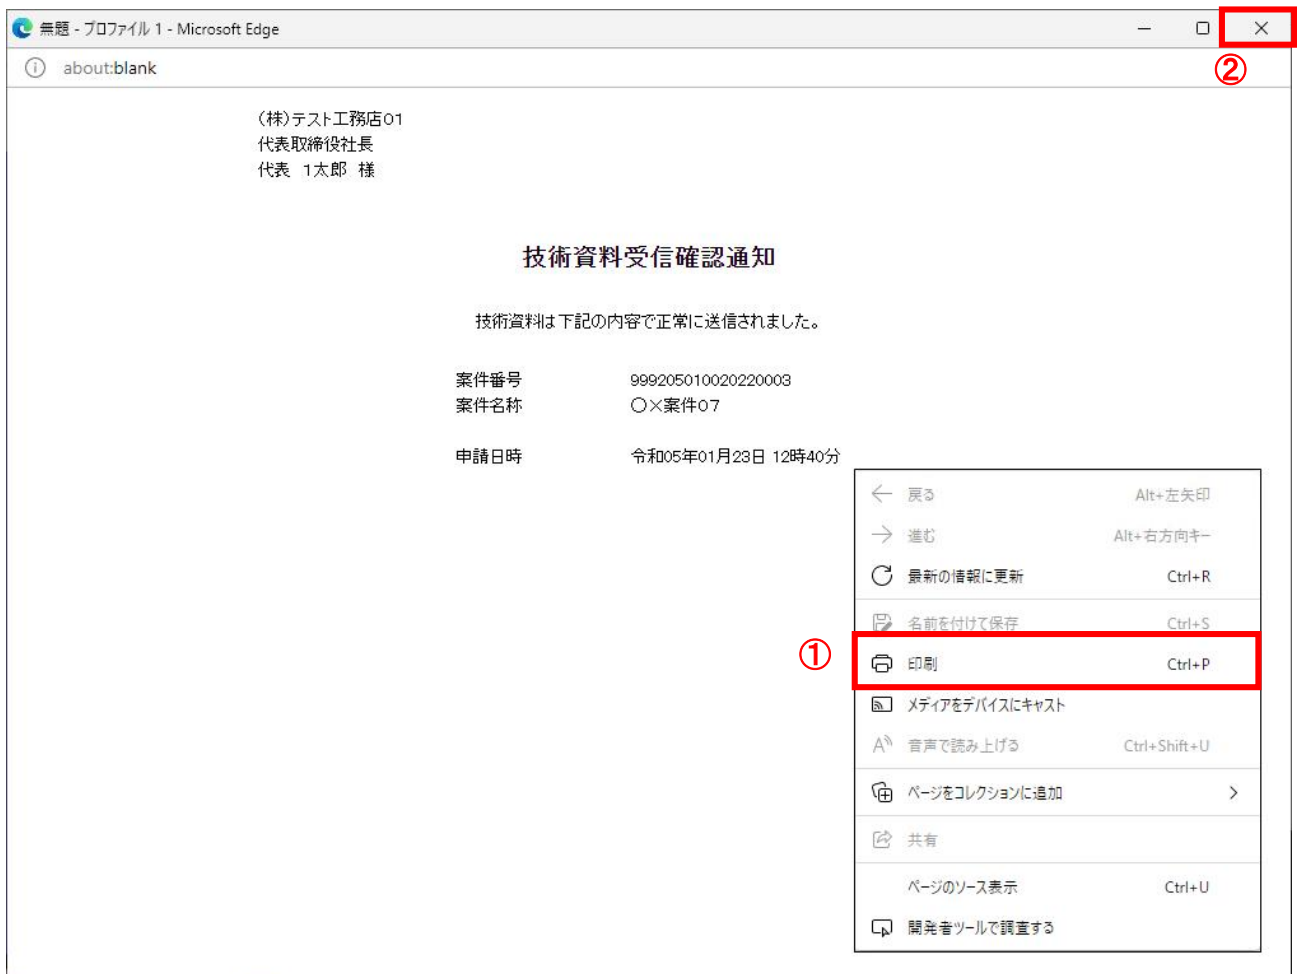 無題 - プロファイル 1 - Microsoft Edge
②
about:blank
(株)テスト工務店01
代表取締役社長
代表 1太郎 様
技術資料受信確認通知
技術資料は下記の内容で正常に送信されました。
案件番号 999205010020220003
案件名称 〇×案件07
申請日時 令和05年01月23日 12時40分
戻る Alt+左矢印
進む Alt+右方向キー
最新の情報に更新 Ctrl+R
名前を付けて保存 Ctrl+S
①
印刷 Ctrl+P
メディアをデバイスにキャスト
音声で読み上げる Ctrl+Shift+U
ページをコレクションに追加
共有
ページのソース表示 Ctrl+U
開発者ツールで調査する